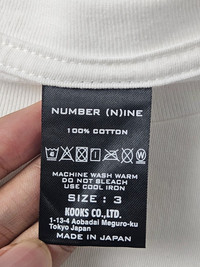 NUMBER (N)INE
100% COTTON
MACHINE WASH WARM
DO NOT BLEACH
USE COOL IRON
SIZE : 3
KOOKS CO.,LTD.
1-13-4 Aobadai Meguro-ku
Tokyo Japan
MADE IN JAPAN